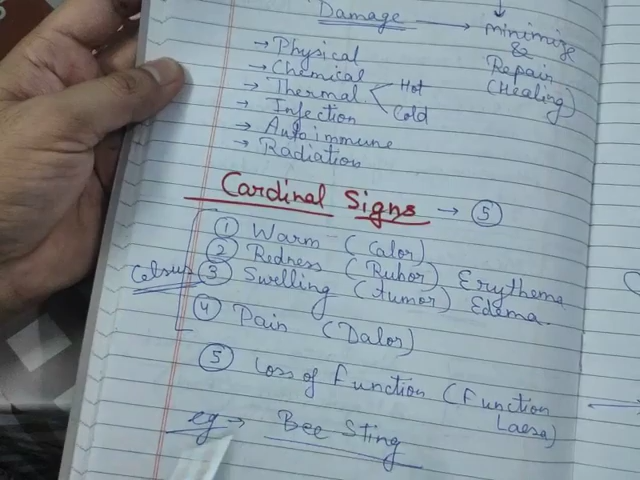 Damage → minimize
&
Repair
(Healing)
→ Physical
→ Chemical
→ Thermal < Hot
Cold
→ Infection
→ Autoimmune
→ Radiation
Cardinal Signs → ⑤
① Warm - (Calor)
② Redness (Rubor) Erythema
Celsus ③ Swelling (tumor) Edema.
④ Pain (Dalor)
⑤ Loss of Function (Function
Laesa)
eg → Bee Sting